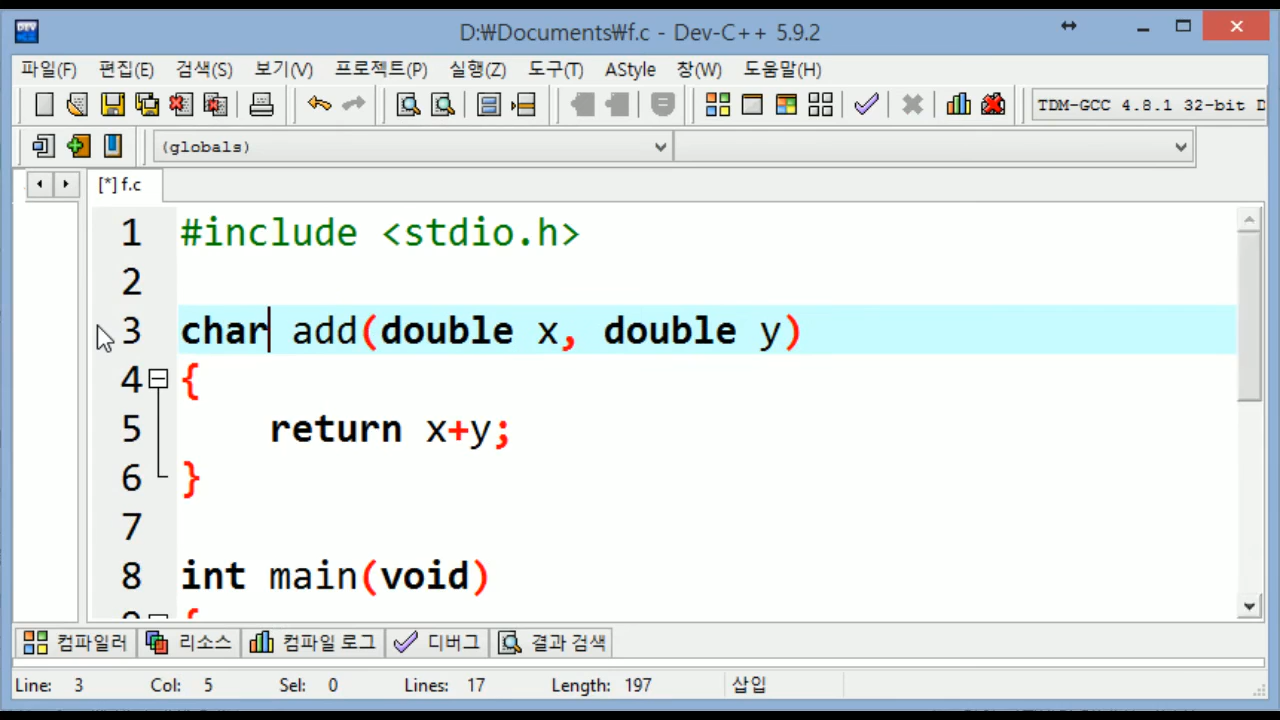 DEV
D:₩Documents₩f.c - Dev-C++ 5.9.2
파일(F) 편집(E) 검색(S) 보기(V) 프로젝트(P) 실행(Z) 도구(T) AStyle 창(W) 도움말(H)
TDM-GCC 4.8.1 32-bit D
(globals)
[*] f.c
1 #include <stdio.h>
2
3 char add(double x, double y)
4 {
5 return x+y;
6 }
7
8 int main(void)
9 {
컴파일러 리소스 컴파일 로그 디버그 결과 검색
Line: 3 Col: 5 Sel: 0 Lines: 17 Length: 197 삽입